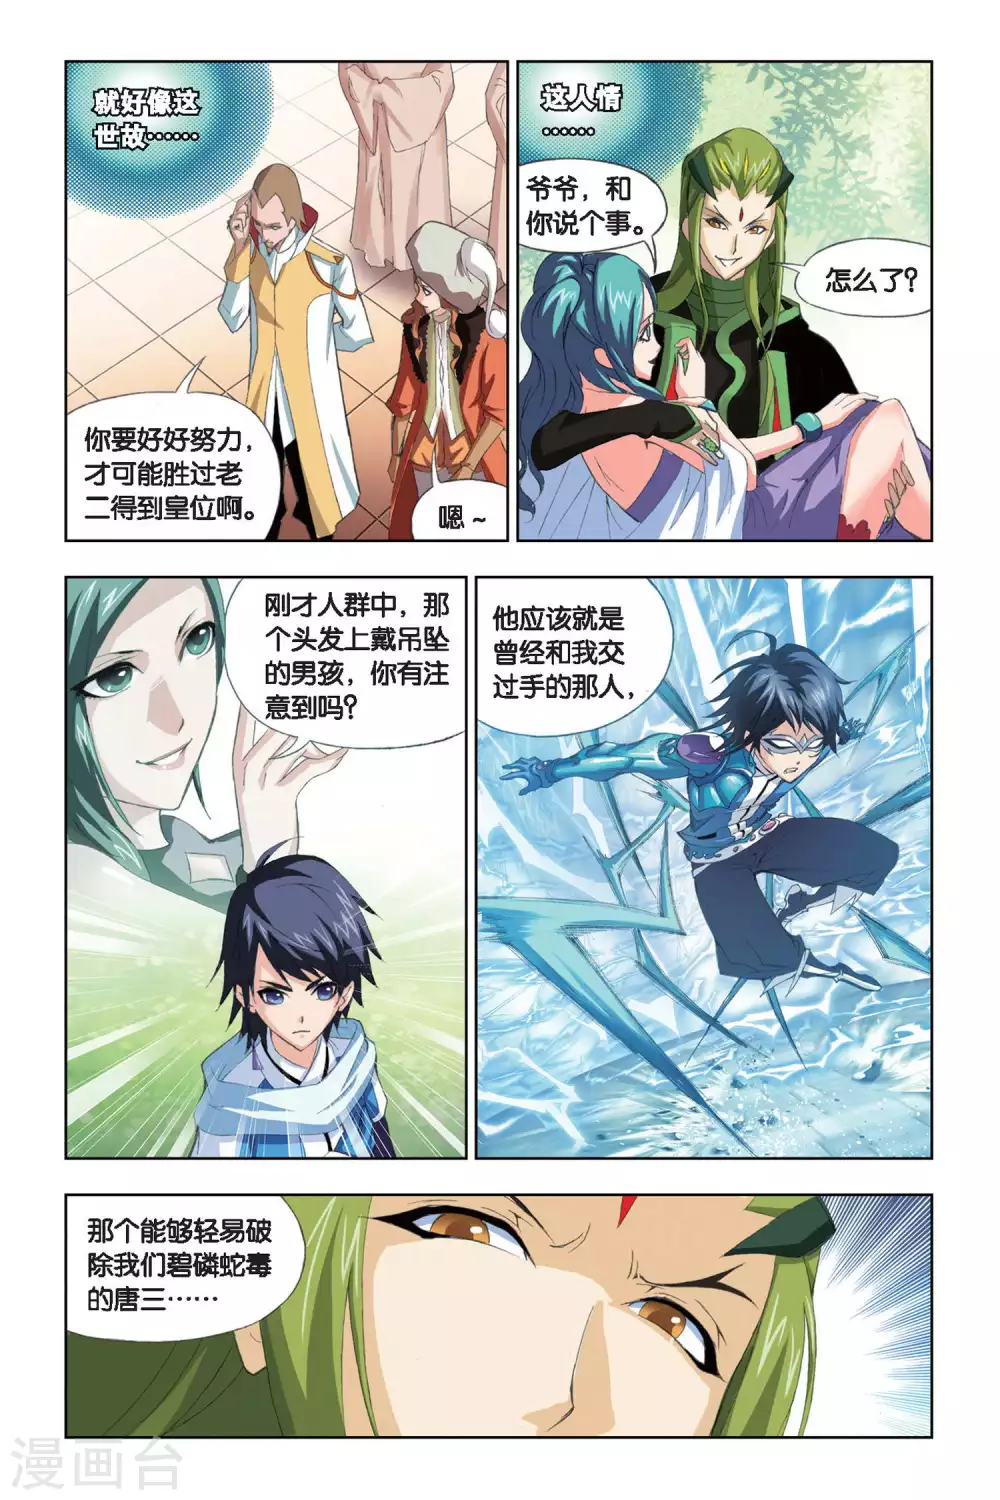 就好像这
世故……
你要好好努力，
才可能胜过老
二得到皇位啊。
嗯～
这人情
……
爷爷，和
你说个事。
怎么了？
刚才人群中，那
个头发上戴吊坠
的男孩，你有注
意到吗？
他应该就是
曾经和我交
过手的那人，
那个能够轻易破
除我们碧磷蛇毒
的唐三……
漫画台